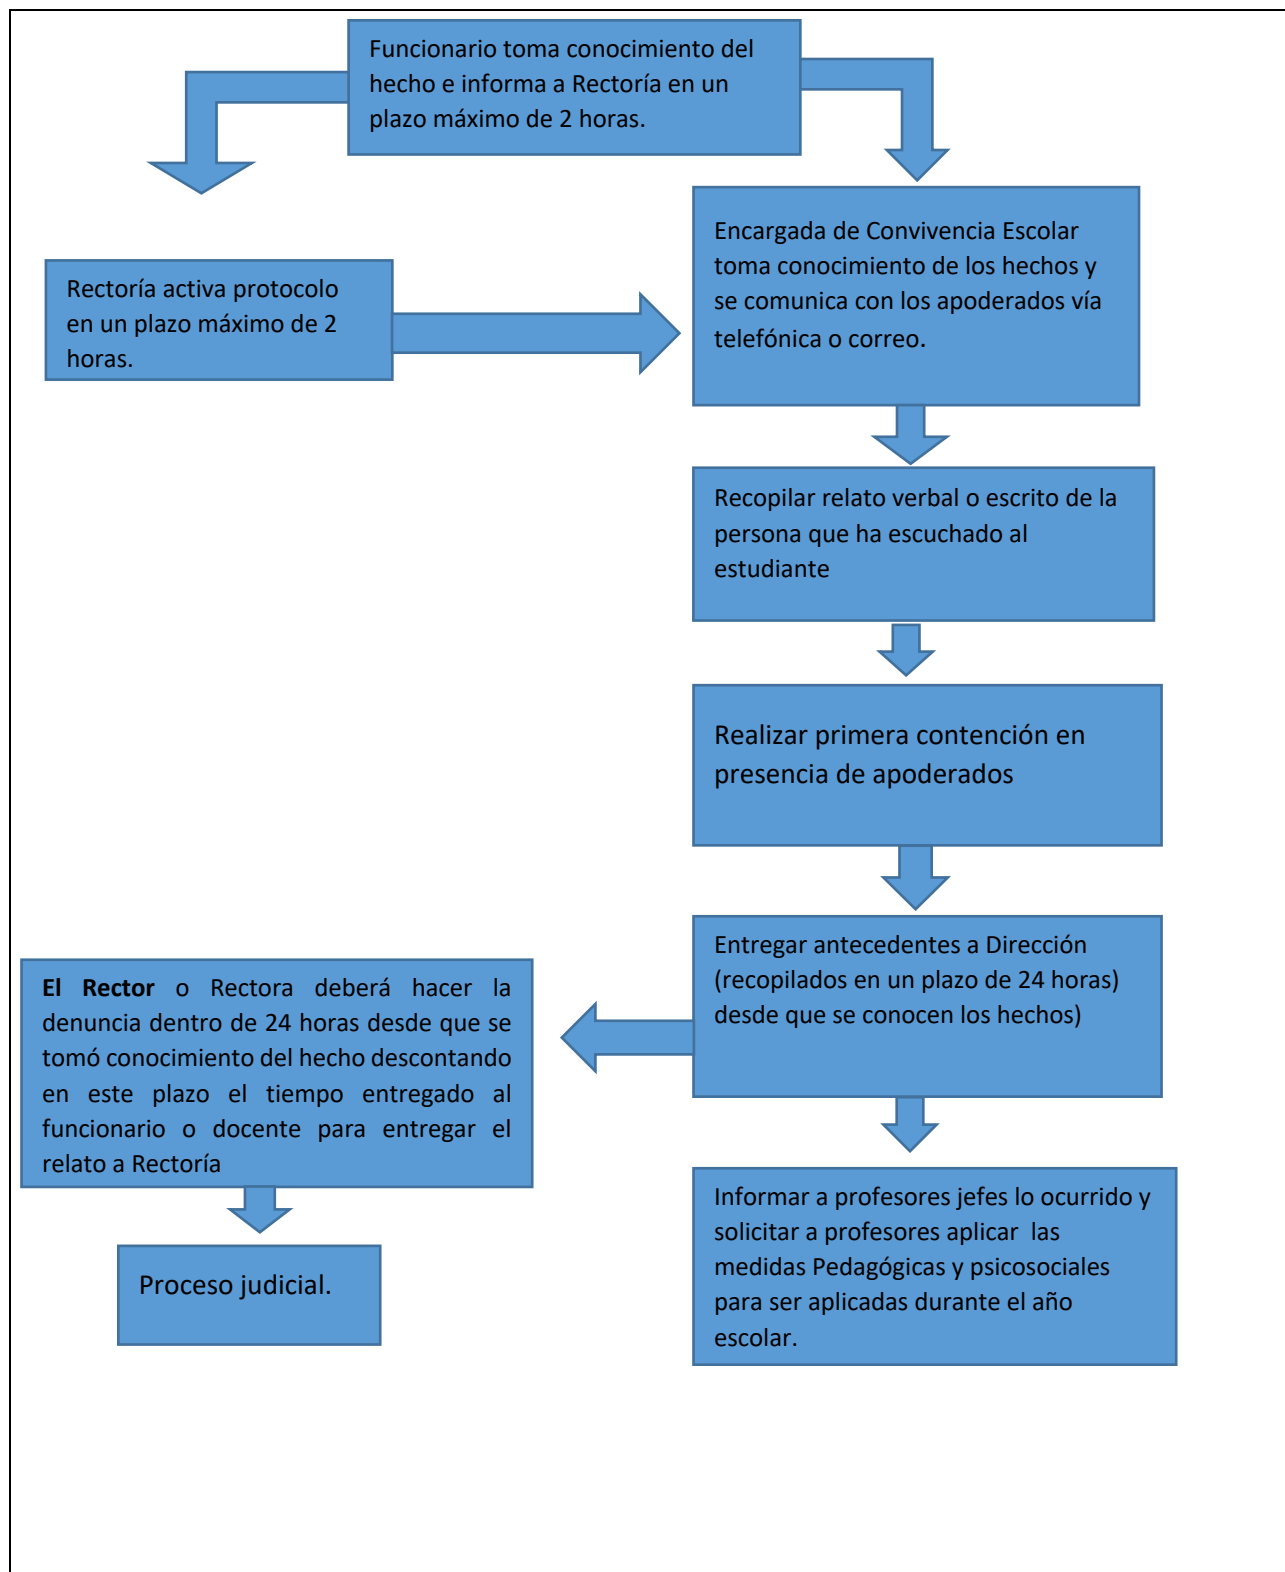 Funcionario toma conocimiento del
hecho e informa a Rectoría en un
plazo máximo de 2 horas.
Encargada de Convivencia Escolar
toma conocimiento de los hechos y
se comunica con los apoderados vía
telefónica o correo.
Rectoría activa protocolo
en un plazo máximo de 2
horas.
Recopilar relato verbal o escrito de la
persona que ha escuchado al
estudiante
Realizar primera contención en
presencia de apoderados
Entregar antecedentes a Dirección
(recopilados en un plazo de 24 horas)
desde que se conocen los hechos)
El Rector o Rectora deberá hacer la
denuncia dentro de 24 horas desde que se
tomó conocimiento del hecho descontando
en este plazo el tiempo entregado al
funcionario o docente para entregar el
relato a Rectoría
Informar a profesores jefes lo ocurrido y
solicitar a profesores aplicar  las
medidas Pedagógicas y psicosociales
para ser aplicadas durante el año
escolar.
Proceso judicial.